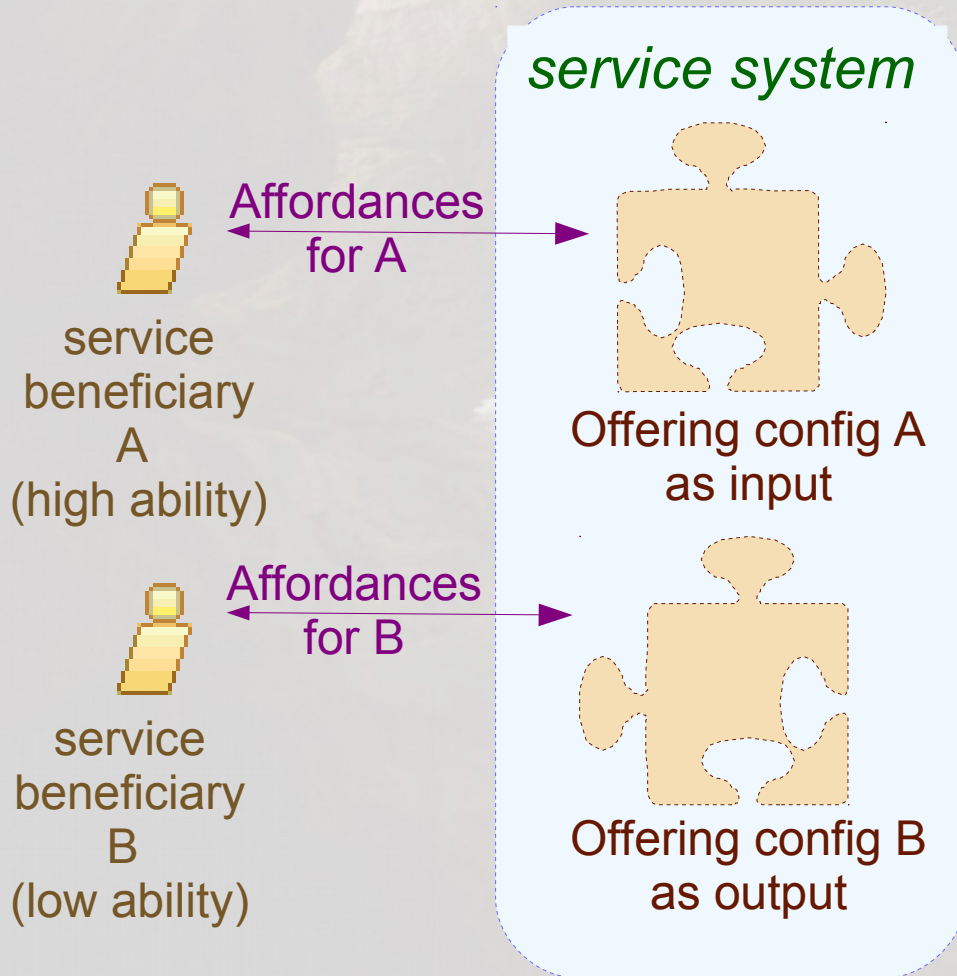 service system
Affordances
for A
service
beneficiary
A
(high ability)
Offering config A
as input
Affordances
for B
service
beneficiary
B
(low ability)
Offering config B
as output